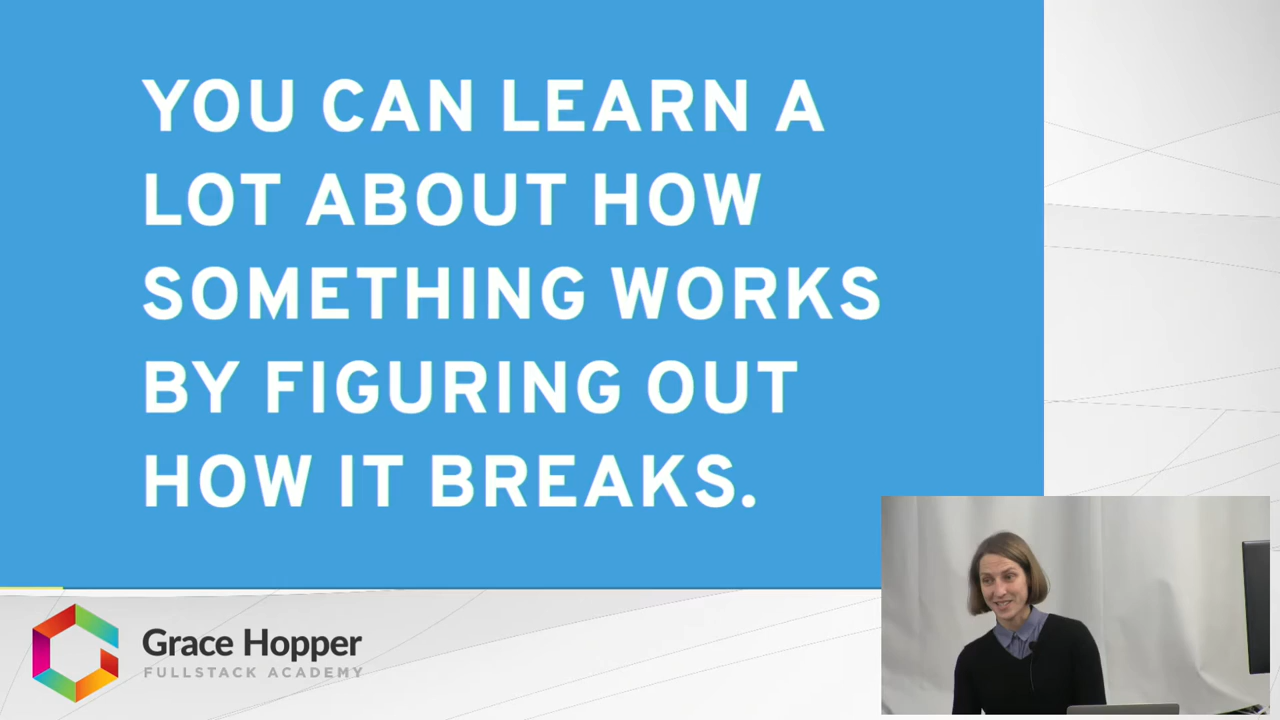 YOU CAN LEARN A
LOT ABOUT HOW
SOMETHING WORKS
BY FIGURING OUT
HOW IT BREAKS.
Grace Hopper
FULLSTACK ACADEMY